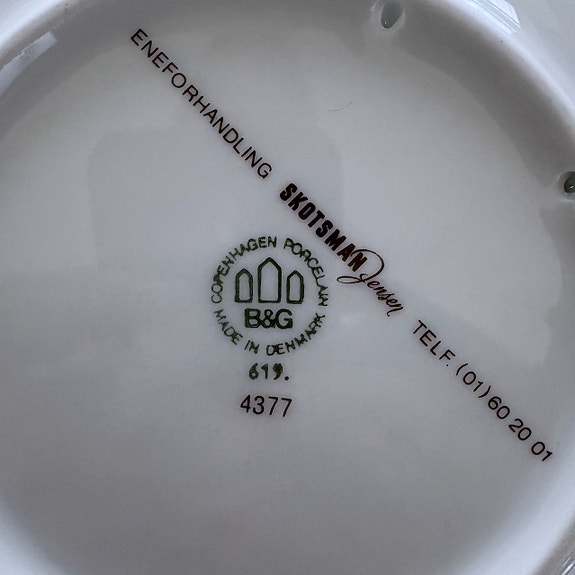 ENEFORHANDLING SKOTSMAN Jensen TELF. (01) 60 20 01
COPENHAGEN PORCELAIN
B&G
MADE IN DENMARK
619.
4377